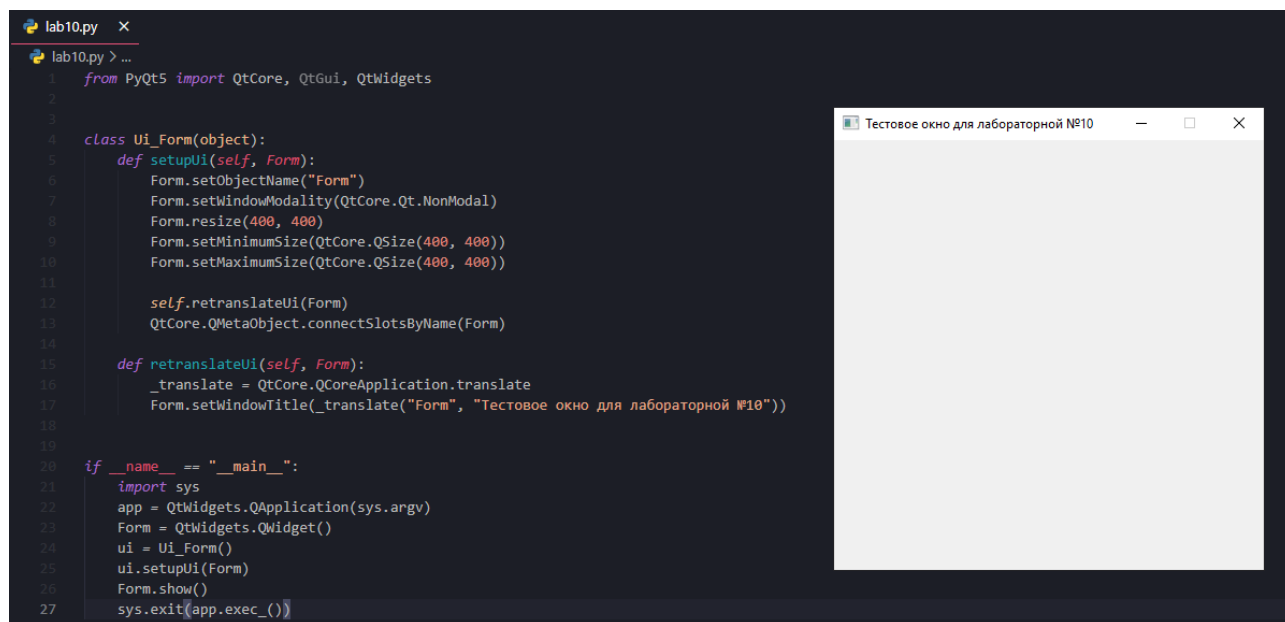 lab10.py ×
lab10.py > ...
1 from PyQt5 import QtCore, QtGui, QtWidgets
2
3
4 class Ui_Form(object):
5     def setupUi(self, Form):
6         Form.setObjectName("Form")
7         Form.setWindowModality(QtCore.Qt.NonModal)
8         Form.resize(400, 400)
9         Form.setMinimumSize(QtCore.QSize(400, 400))
10         Form.setMaximumSize(QtCore.QSize(400, 400))
11
12         self.retranslateUi(Form)
13         QtCore.QMetaObject.connectSlotsByName(Form)
14
15     def retranslateUi(self, Form):
16         _translate = QtCore.QCoreApplication.translate
17         Form.setWindowTitle(_translate("Form", "Тестовое окно для лабораторной №10"))
18
19
20 if __name__ == "__main__":
21     import sys
22     app = QtWidgets.QApplication(sys.argv)
23     Form = QtWidgets.QWidget()
24     ui = Ui_Form()
25     ui.setupUi(Form)
26     Form.show()
27     sys.exit(app.exec_())
Тестовое окно для лабораторной №10